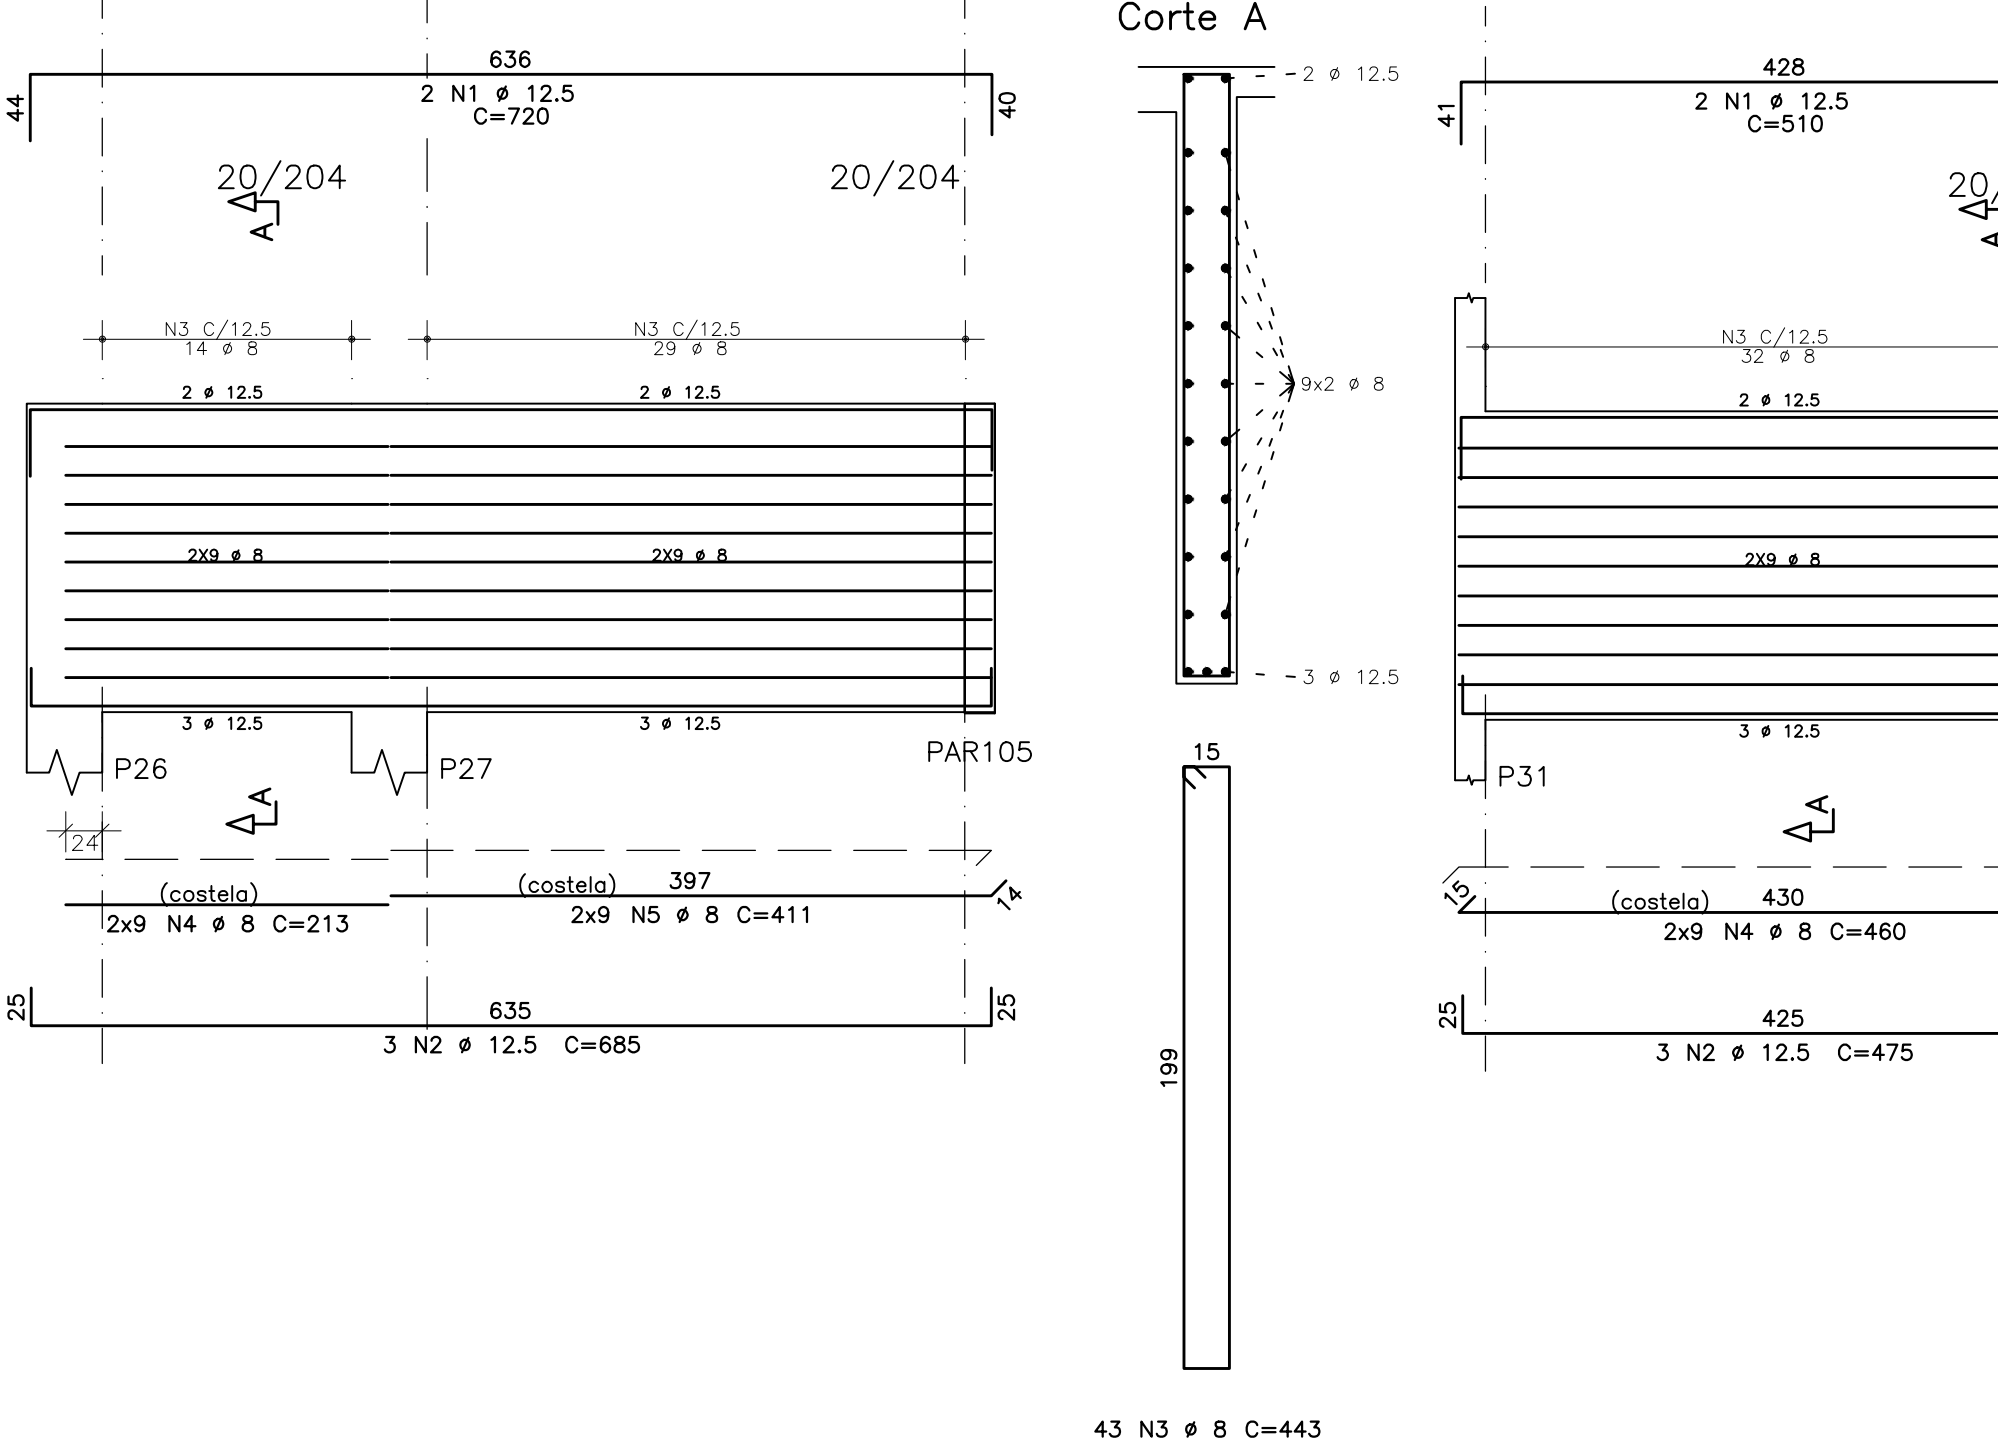 Corte A
636
2 N1 ø 12.5
C=720
44
40
20/204
20/204
A
N3 C/12.5
14 ø 8
N3 C/12.5
29 ø 8
2 ø 12.5
2 ø 12.5
2X9 ø 8
2X9 ø 8
3 ø 12.5
3 ø 12.5
P26
P27
PAR105
A
24
(costela)
2x9 N4 ø 8 C=213
(costela) 397
14
2x9 N5 ø 8 C=411
25
635
25
3 N2 ø 12.5 C=685
2 ø 12.5
9x2 ø 8
3 ø 12.5
15
199
43 N3 ø 8 C=443
428
2 N1 ø 12.5
C=510
41
20/
A
N3 C/12.5
32 ø 8
2 ø 12.5
2X9 ø 8
3 ø 12.5
P31
A
15
(costela) 430
2x9 N4 ø 8 C=460
25
425
3 N2 ø 12.5 C=475